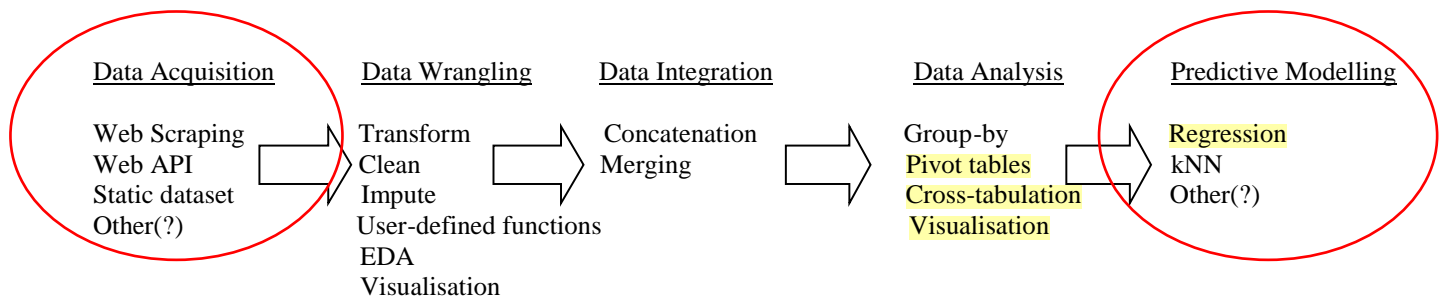 Data Acquisition
Web Scraping
Web API
Static dataset
Other(?)
Data Wrangling
Transform
Clean
Impute
User-defined functions
EDA
Visualisation
Data Integration
Concatenation
Merging
Data Analysis
Group-by
Pivot tables
Cross-tabulation
Visualisation
Predictive Modelling
Regression
kNN
Other(?)